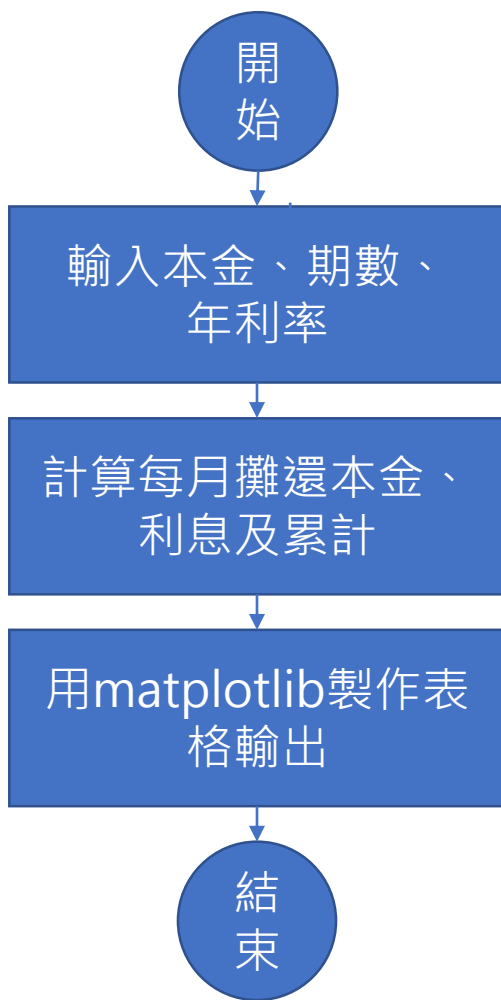 開
始
輸入本金、期數、
年利率
計算每月攤還本金、
利息及累計
用matplotlib製作表
格輸出
結
束